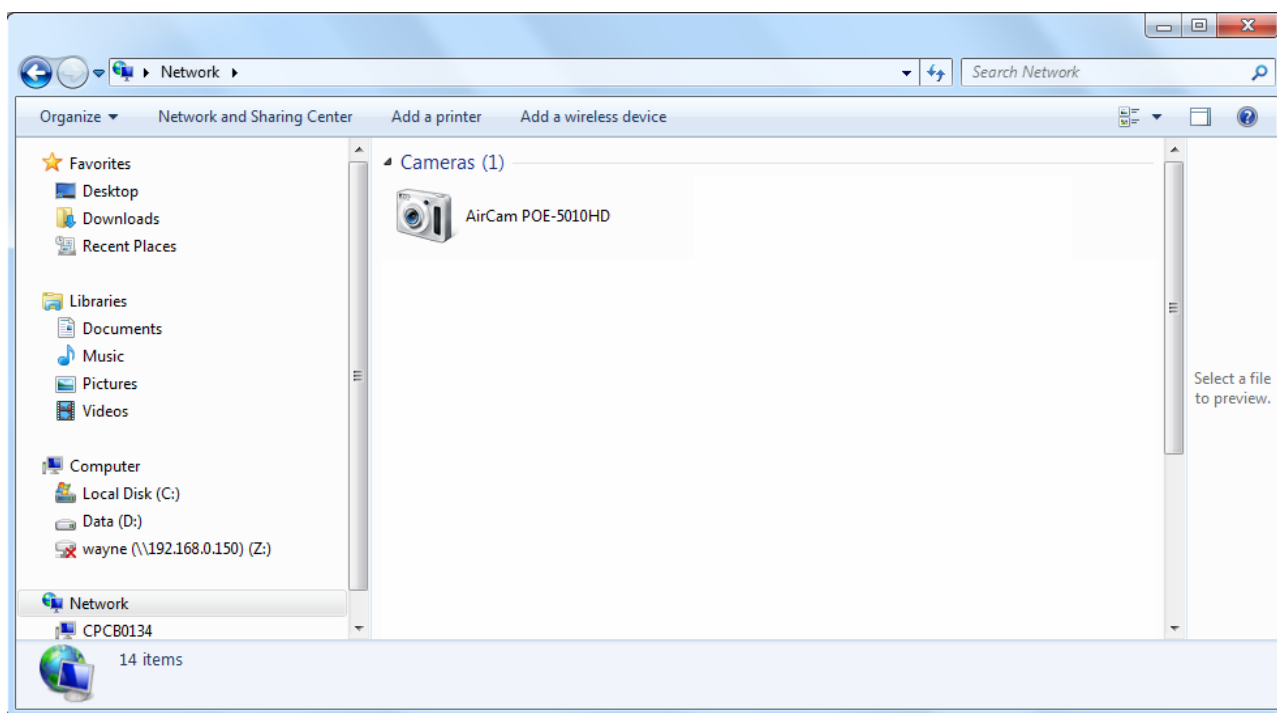 Network
Search Network
Organize Network and Sharing Center Add a printer Add a wireless device
Favorites
Desktop
Downloads
Recent Places
Libraries
Documents
Music
Pictures
Videos
Computer
Local Disk (C:)
Data (D:)
wayne (\\192.168.0.150) (Z:)
Network
CPCB0134
Cameras (1)
AirCam POE-5010HD
Select a file
to preview.
14 items